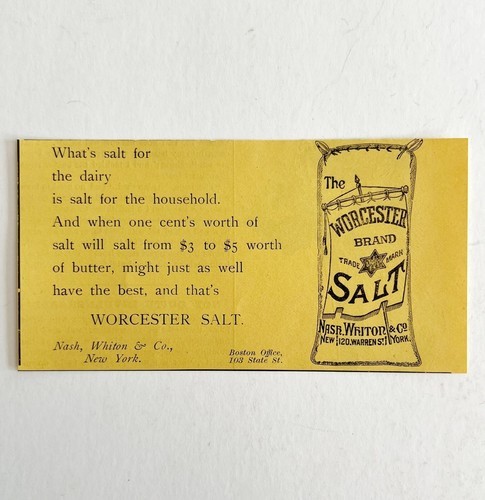 What's salt for
the dairy
is salt for the household.
And when one cent's worth of
salt will salt from $3 to $5 worth
of butter, might just as well
have the best, and that's
WORCESTER SALT.
Nash, Whiton & Co.,
New York.
Boston Office,
103 State St.
The
WORCESTER
BRAND
TRADE MARK
SALT
NASH, WHITON & CO
NEW 120. WARREN ST. YORK.